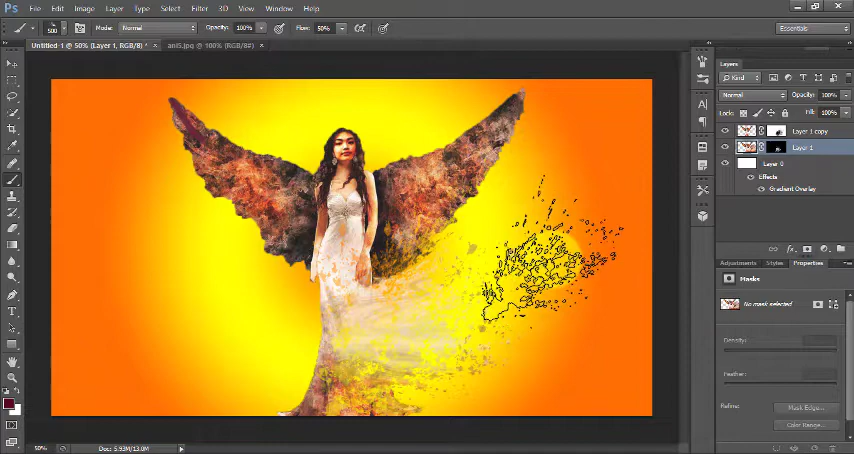 Ps File Edit Image Layer Type Select Filter 3D View Window Help
500 Mode: Normal Opacity: 100% Flow: 50% Essentials
Untitled-1 @ 50% (Layer 1, RGB/8) * × ani5.jpg @ 100% (RGB/8#) ×
Layers
Kind
Normal Opacity: 100%
Lock: Fill: 100%
Layer 1 copy
Layer 1
Layer 0
Effects
Gradient Overlay
fx
Adjustments Styles Properties
Masks
No mask selected
Density:
Feather:
Refine: Mask Edge...
Color Range...
50% Doc: 5.93M/13.0M